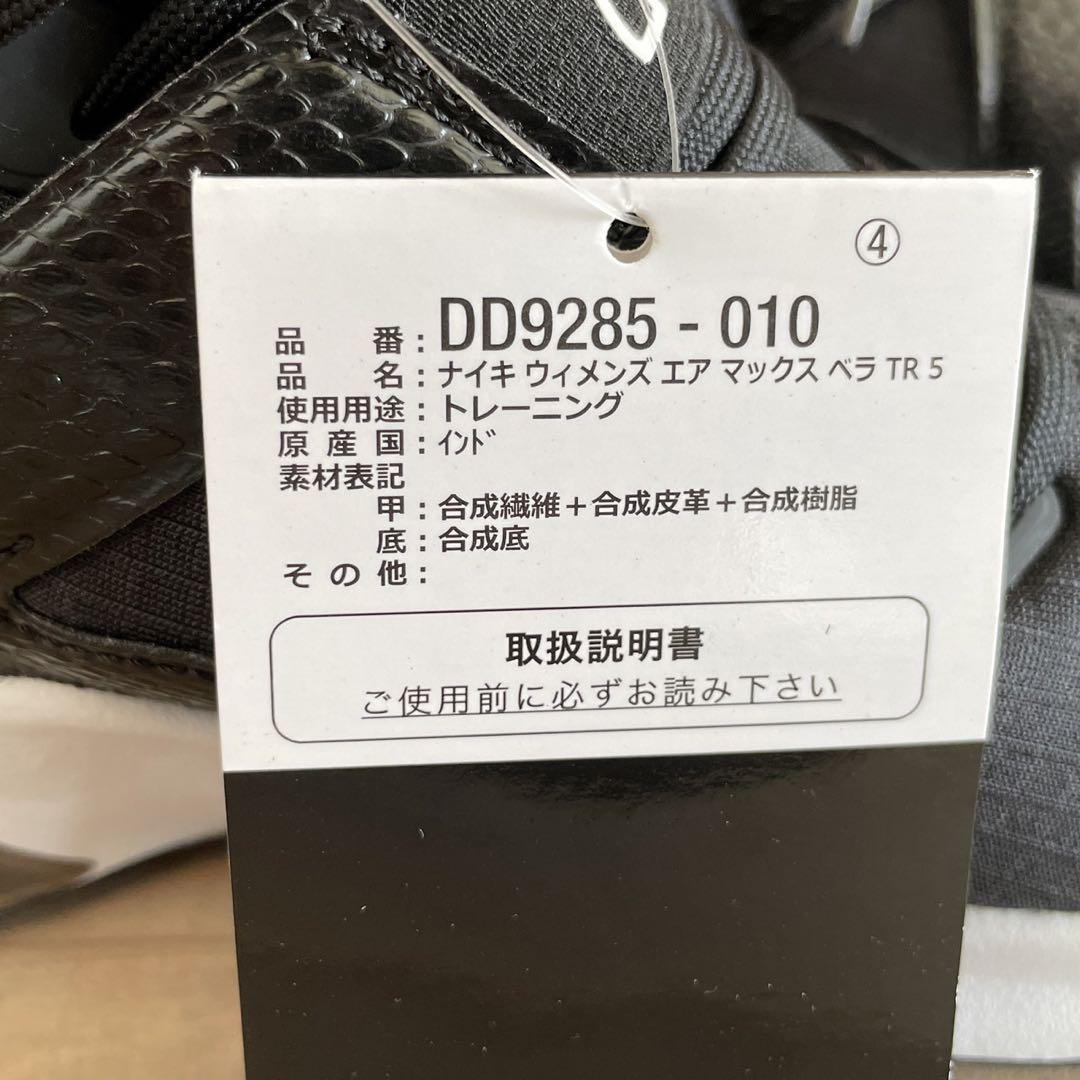 ④
品番：DD9285 - 010
品名：ナイキ ウィメンズ エア マックス ベラ TR 5
使用用途：トレーニング
原産国：ｲﾝﾄﾞ
素材表記
甲：合成繊維＋合成皮革＋合成樹脂
底：合成底
その他：
取扱説明書
ご使用前に必ずお読み下さい